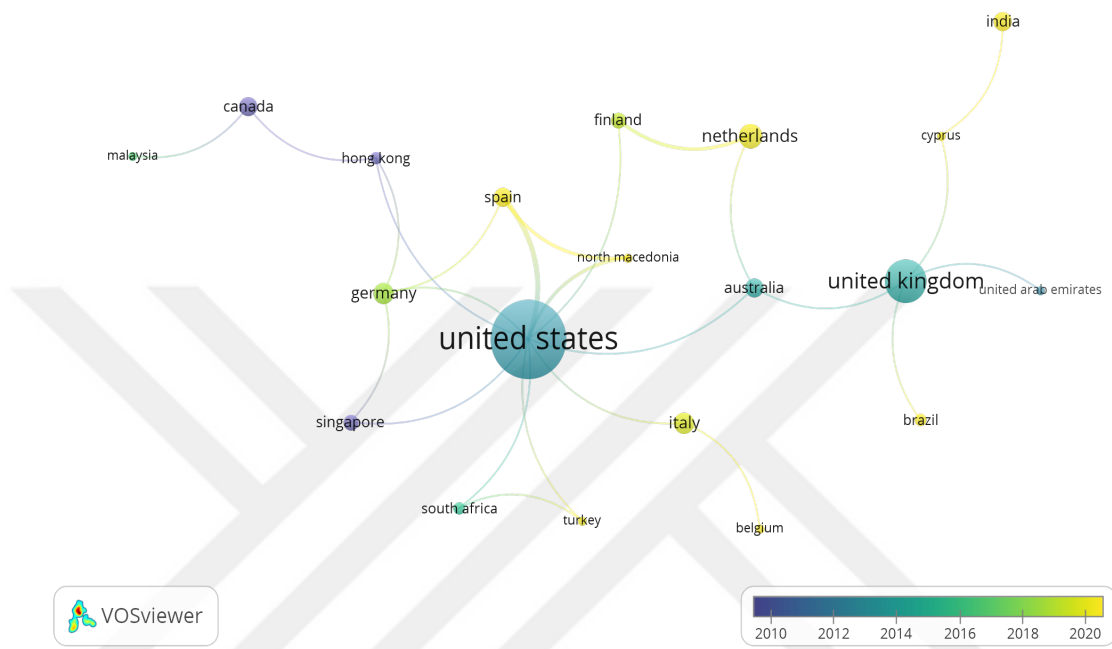 india
canada
finland
netherlands
cyprus
malaysia
hong kong
spain
north macedonia
united kingdom
australia
united arab emirates
germany
united states
singapore
italy
brazil
south africa
turkey
belgium
VOSviewer
2010 2012 2014 2016 2018 2020